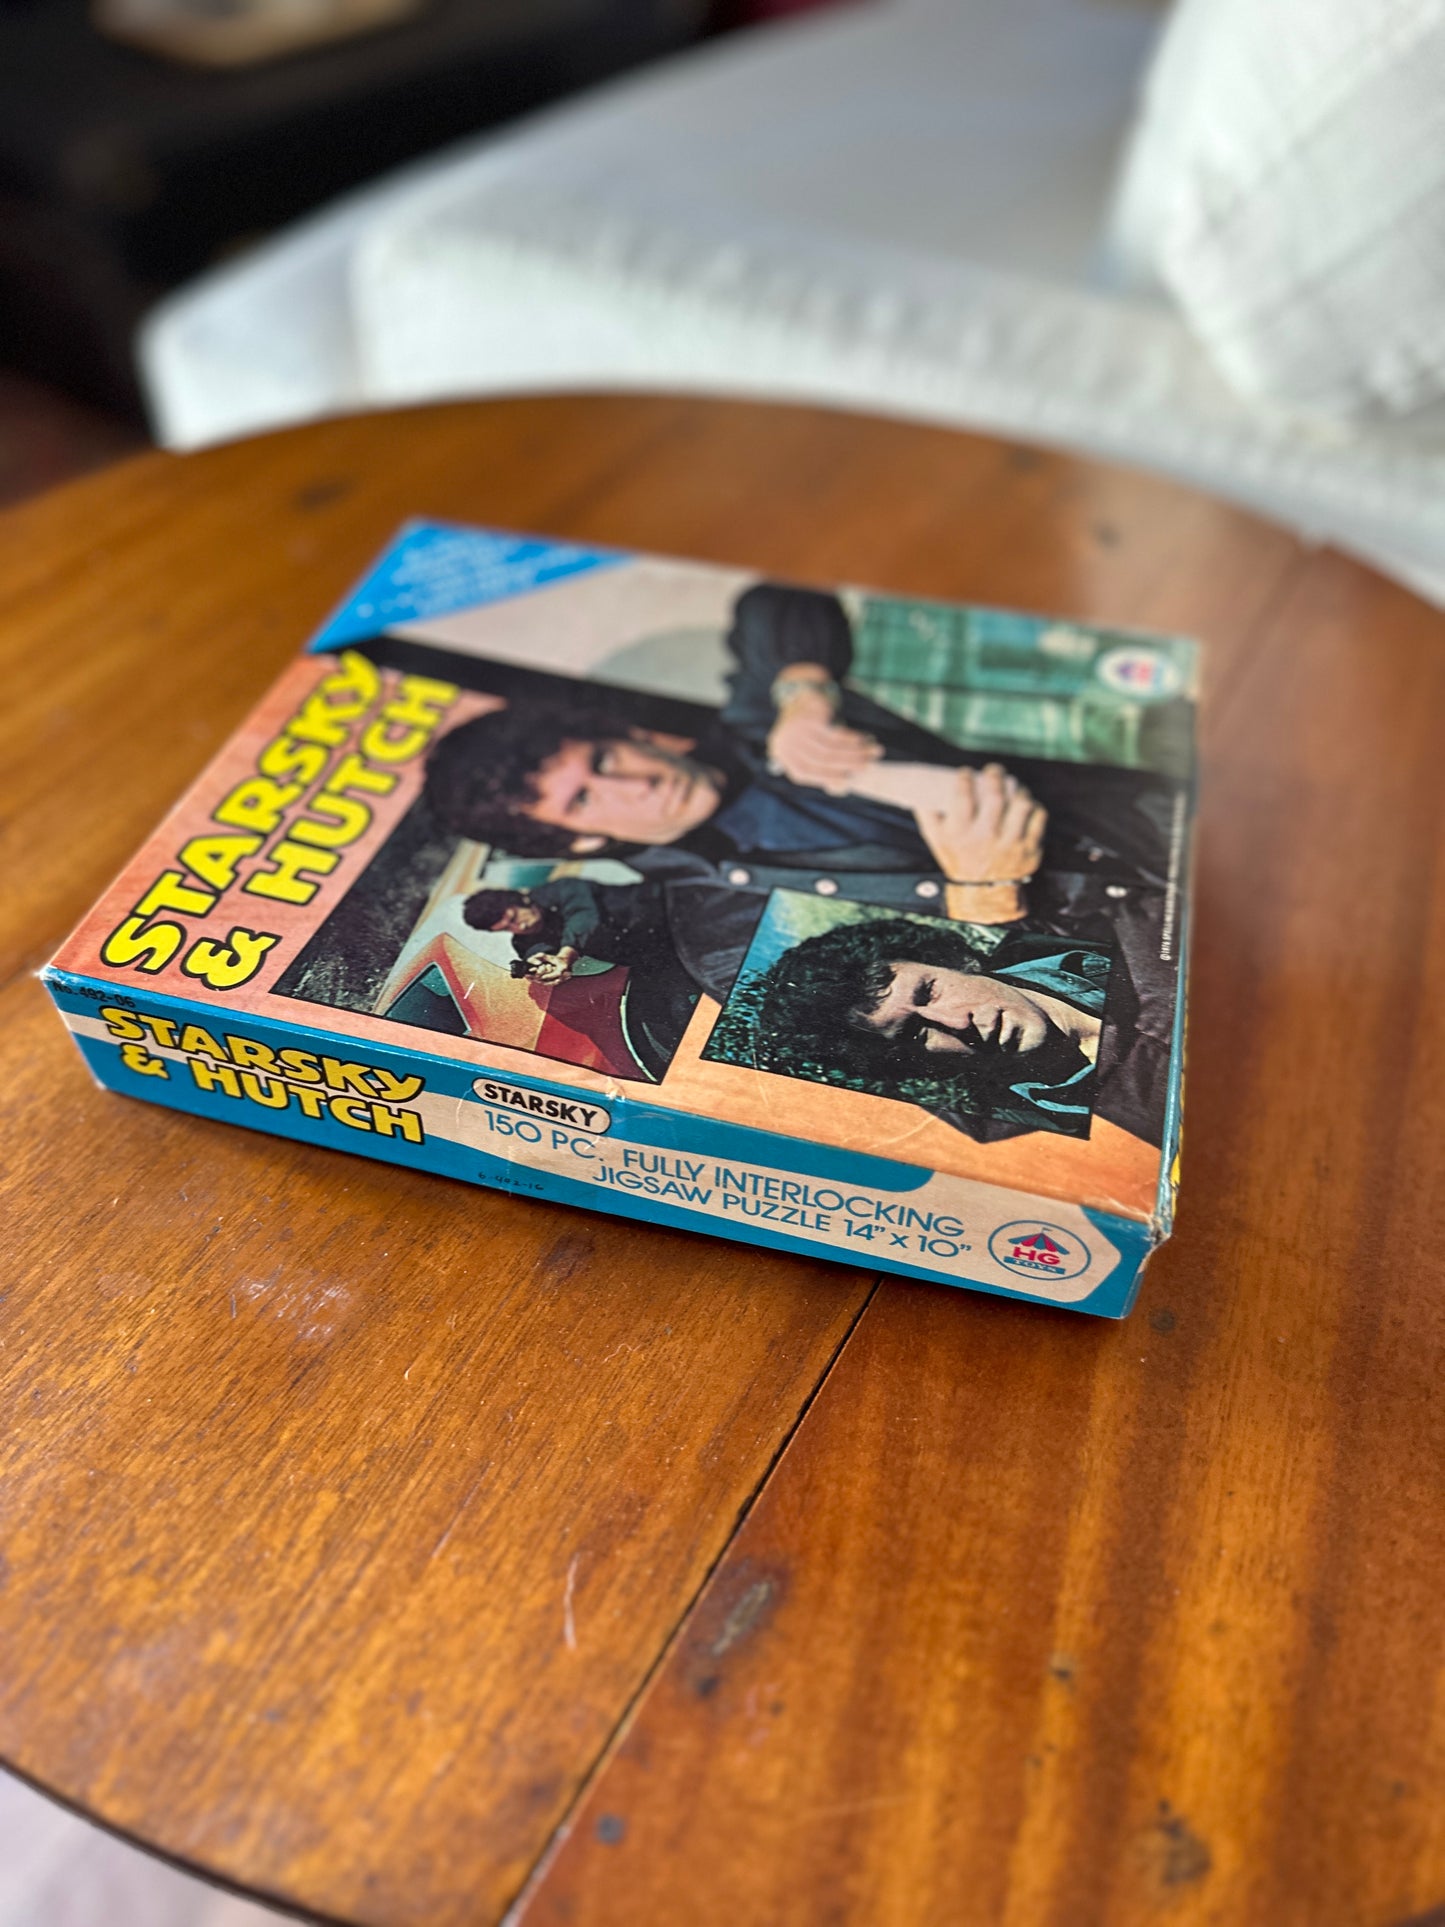 STARSKY
& HUTCH
No. 492-06
STARSKY
& HUTCH
STARSKY
150 PC. FULLY INTERLOCKING
JIGSAW PUZZLE 14" x 10"
HG
TOYS